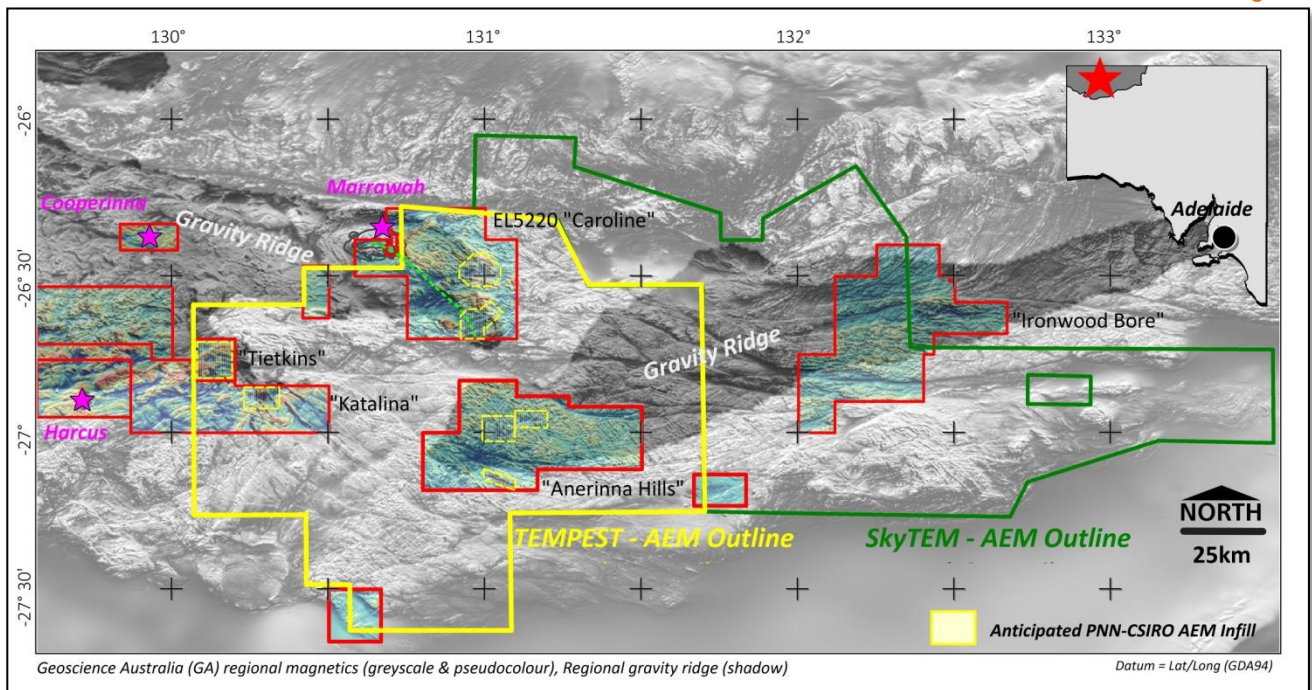 130°
131°
132°
133°
-26°
Marrawah
Cooperinna
Gravity Ridge
EL5220 "Caroline"
Adelaide
-26° 30'
"Ironwood Bore"
Gravity Ridge
"Tietkins"
"Katalina"
Harcus
-27°
"Anerinna Hills"
NORTH
25km
TEMPEST - AEM Outline
SkyTEM - AEM Outline
-27° 30'
Anticipated PNN-CSIRO AEM Infill
Geoscience Australia (GA) regional magnetics (greyscale & pseudocolour), Regional gravity ridge (shadow)
Datum = Lat/Long (GDA94)